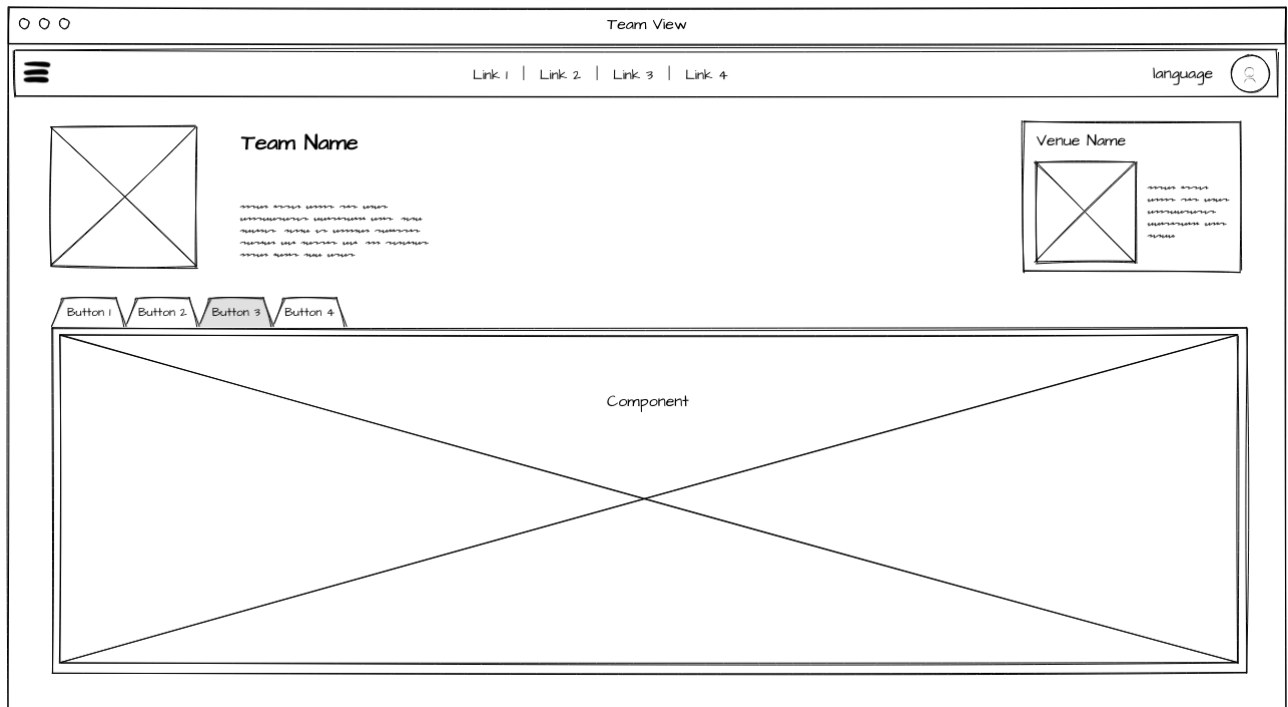 Team View
Link 1 | Link 2 | Link 3 | Link 4
language
Team Name
Venue Name
Button 1
Button 2
Button 3
Button 4
Component